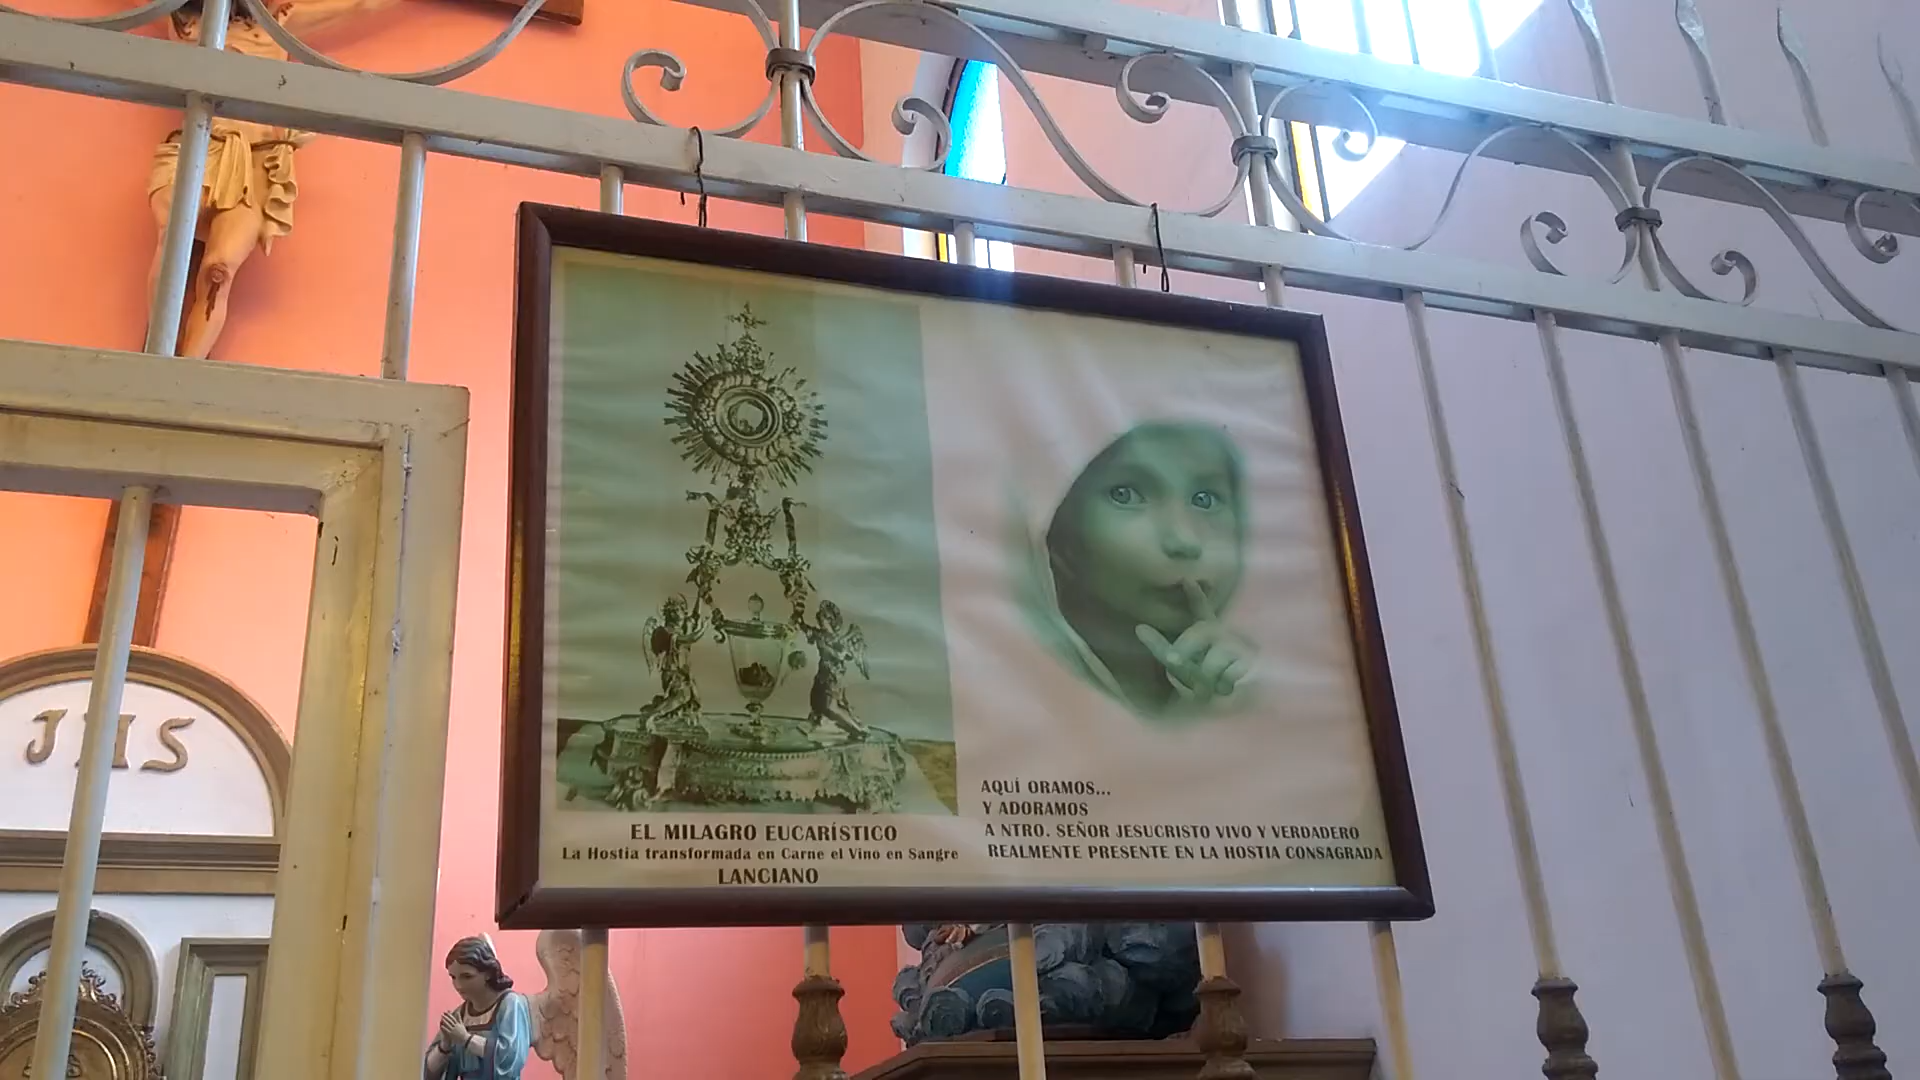 JHS
EL MILAGRO EUCARÍSTICO
La Hostia transformada en Carne el Vino en Sangre
LANCIANO
AQUÍ ORAMOS...
Y ADORAMOS
A NTRO. SEÑOR JESUCRISTO VIVO Y VERDADERO
REALMENTE PRESENTE EN LA HOSTIA CONSAGRADA